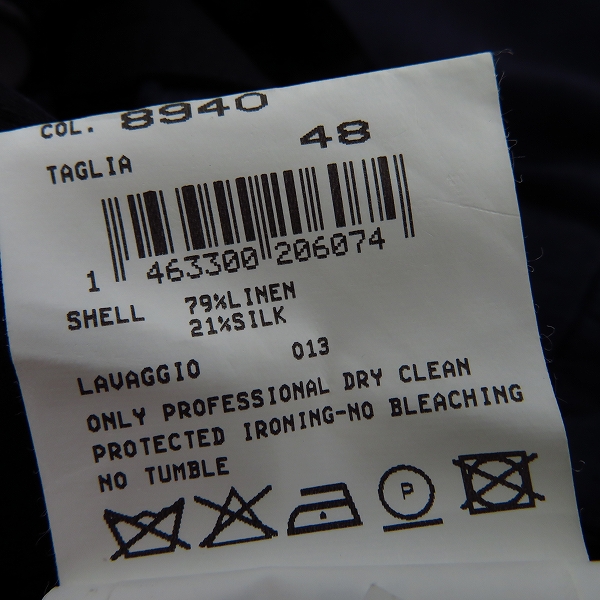 COL. 8940
TAGLIA 48
1 463300 206074
SHELL 79%LINEN
21%SILK
LAVAGGIO 013
ONLY PROFESSIONAL DRY CLEAN
PROTECTED IRONING-NO BLEACHING
NO TUMBLE
P